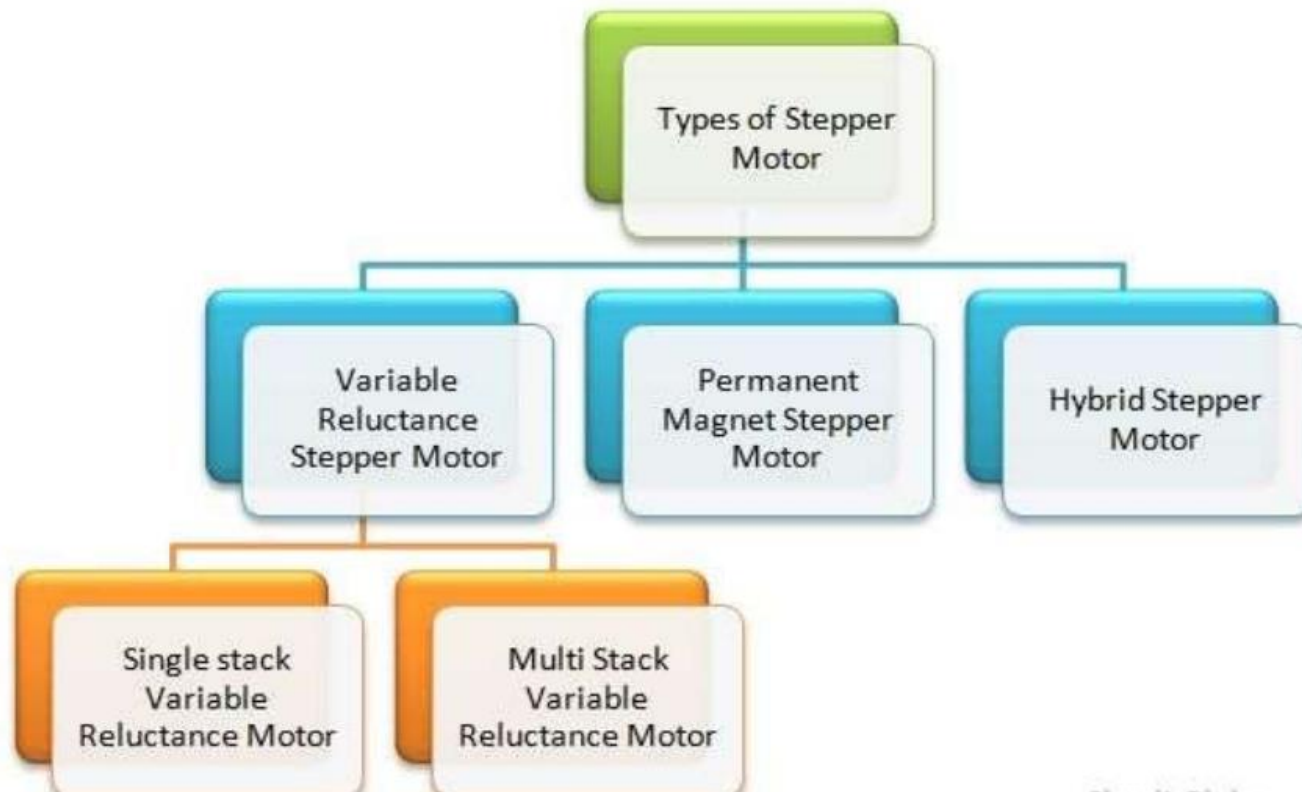 Types of Stepper
Motor
Variable
Reluctance
Stepper Motor
Permanent
Magnet Stepper
Motor
Hybrid Stepper
Motor
Single stack
Variable
Reluctance Motor
Multi Stack
Variable
Reluctance Motor